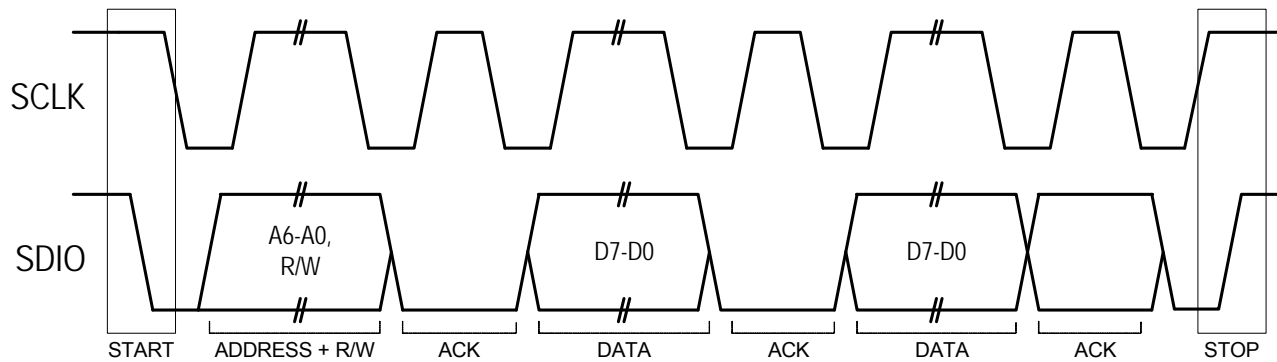 SCLK
SDIO
A6-A0,
R/W
D7-D0
D7-D0
START
ADDRESS + R/W
ACK
DATA
ACK
DATA
ACK
STOP